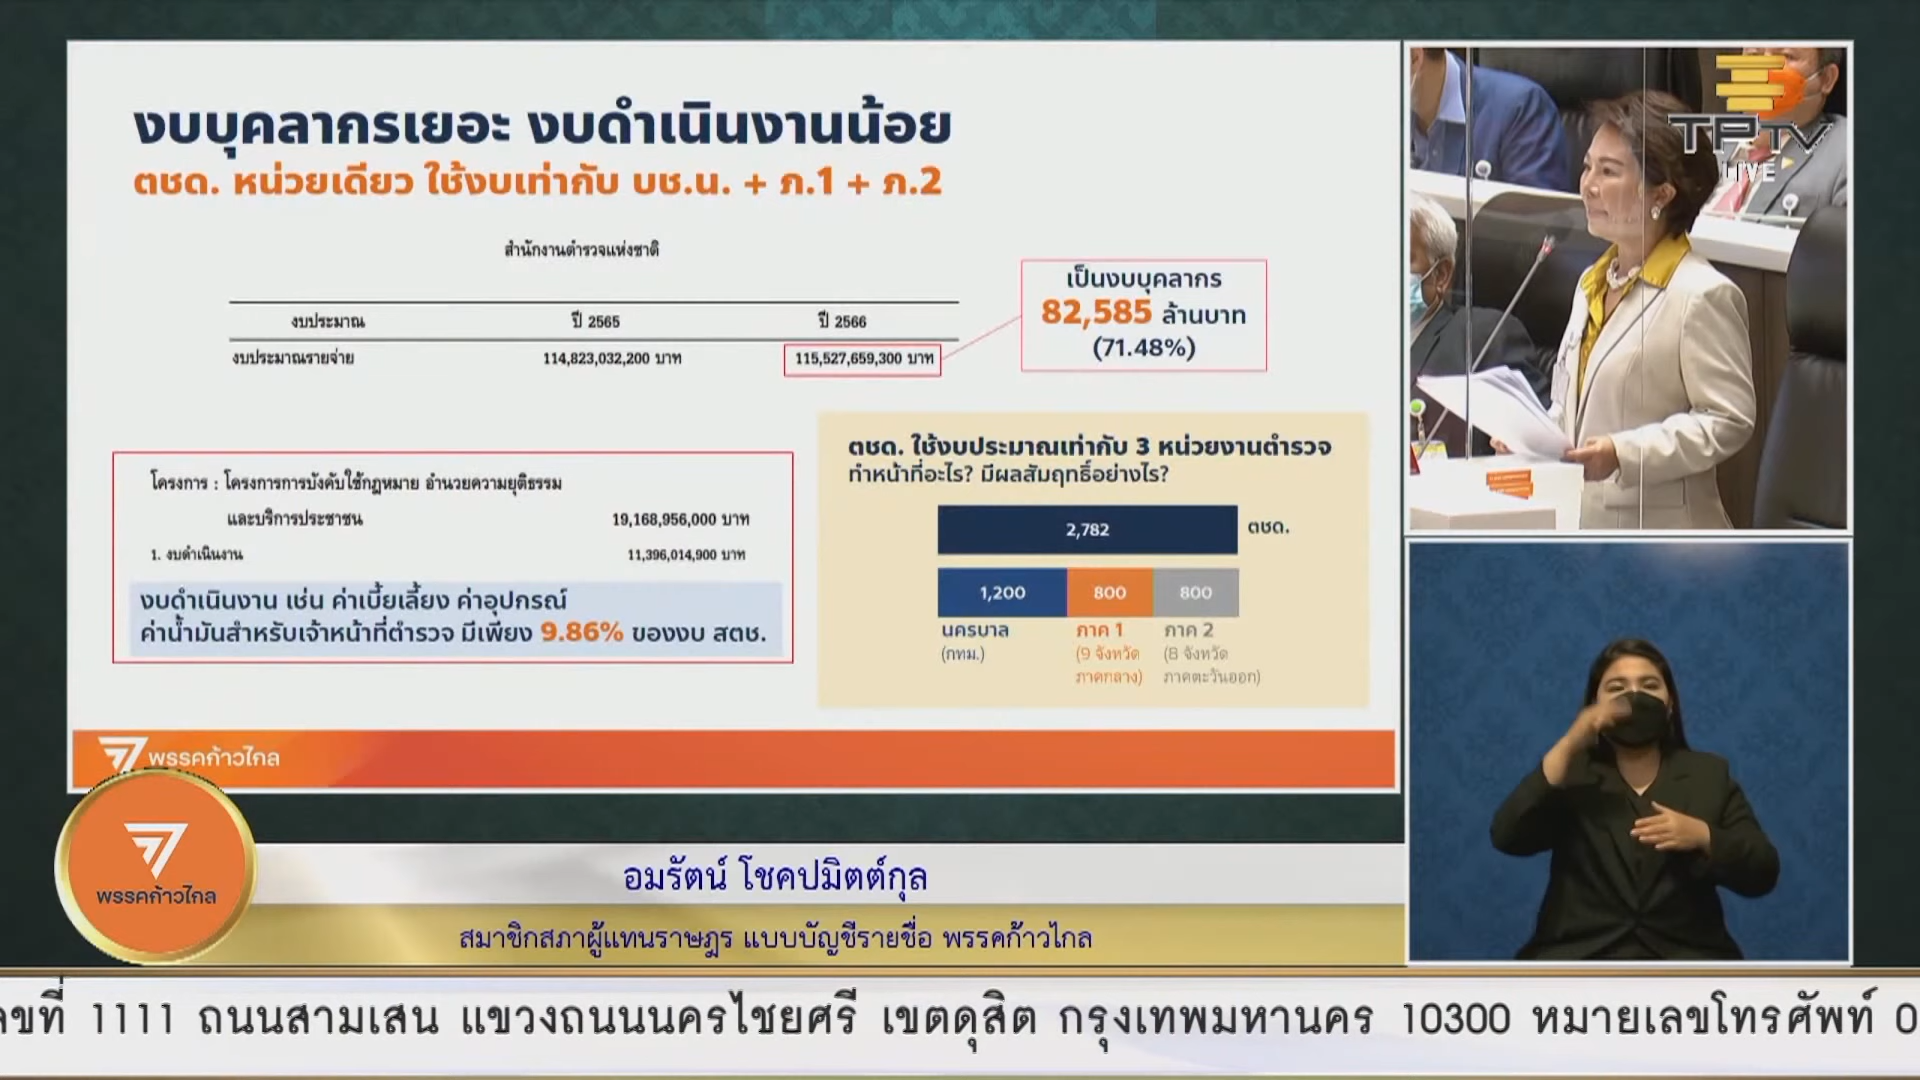 งบบุคลากรเยอะ งบดำเนินงานน้อย
ตชด. หน่วยเดียว ใช้งบเท่ากับ บช.น. + ภ.1 + ภ.2
สำนักงานตำรวจแห่งชาติ
งบประมาณ ปี 2565 ปี 2566
งบประมาณรายจ่าย 114,823,032,200 บาท 115,527,659,300 บาท
เป็นงบบุคลากร
82,585 ล้านบาท
(71.48%)
โครงการ : โครงการการบังคับใช้กฎหมาย อำนวยความยุติธรรม
และบริการประชาชน 19,168,956,000 บาท
1. งบดำเนินงาน 11,396,014,900 บาท
งบดำเนินงาน เช่น ค่าเบี้ยเลี้ยง ค่าอุปกรณ์
ค่าน้ำมันสำหรับเจ้าหน้าที่ตำรวจ มีเพียง 9.86% ของงบ สตช.
ตชด. ใช้งบประมาณเท่ากับ 3 หน่วยงานตำรวจ
ทำหน้าที่อะไร? มีผลสัมฤทธิ์อย่างไร?
2,782 ตชด.
1,200 800 800
นครบาล ภาค 1 ภาค 2
(กทม.) (9 จังหวัด (8 จังหวัด
ภาคกลาง) ภาคตะวันออก)
พรรคก้าวไกล
TPTV
LIVE
พรรคก้าวไกล
อมรัตน์ โชคปมิตต์กุล
สมาชิกสภาผู้แทนราษฎร แบบบัญชีรายชื่อ พรรคก้าวไกล
ลขที่ 1111 ถนนสามเสน แขวงถนนนครไชยศรี เขตดุสิต กรุงเทพมหานคร 10300 หมายเลขโทรศัพท์ 0